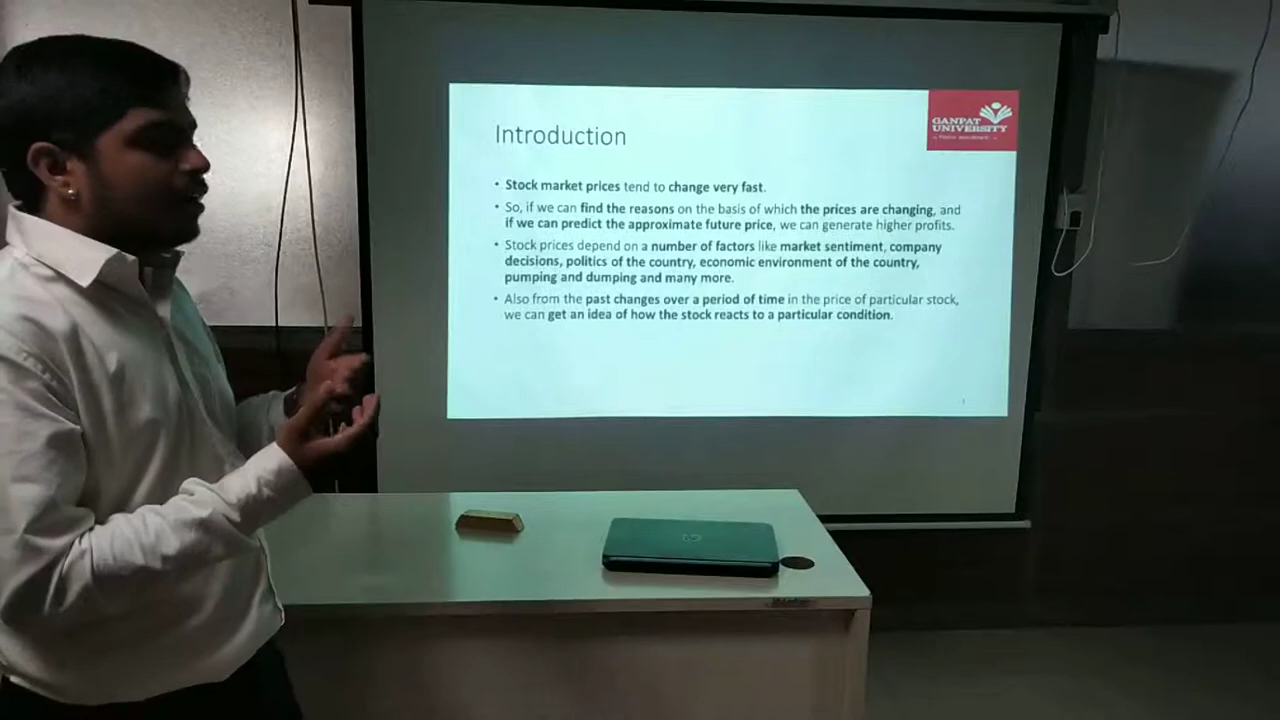 GANPAT
UNIVERSITY
Introduction
• Stock market prices tend to change very fast.
• So, if we can find the reasons on the basis of which the prices are changing, and
if we can predict the approximate future price, we can generate higher profits.
• Stock prices depend on a number of factors like market sentiment, company
decisions, politics of the country, economic environment of the country,
pumping and dumping and many more.
• Also from the past changes over a period of time in the price of particular stock,
we can get an idea of how the stock reacts to a particular condition.
hp